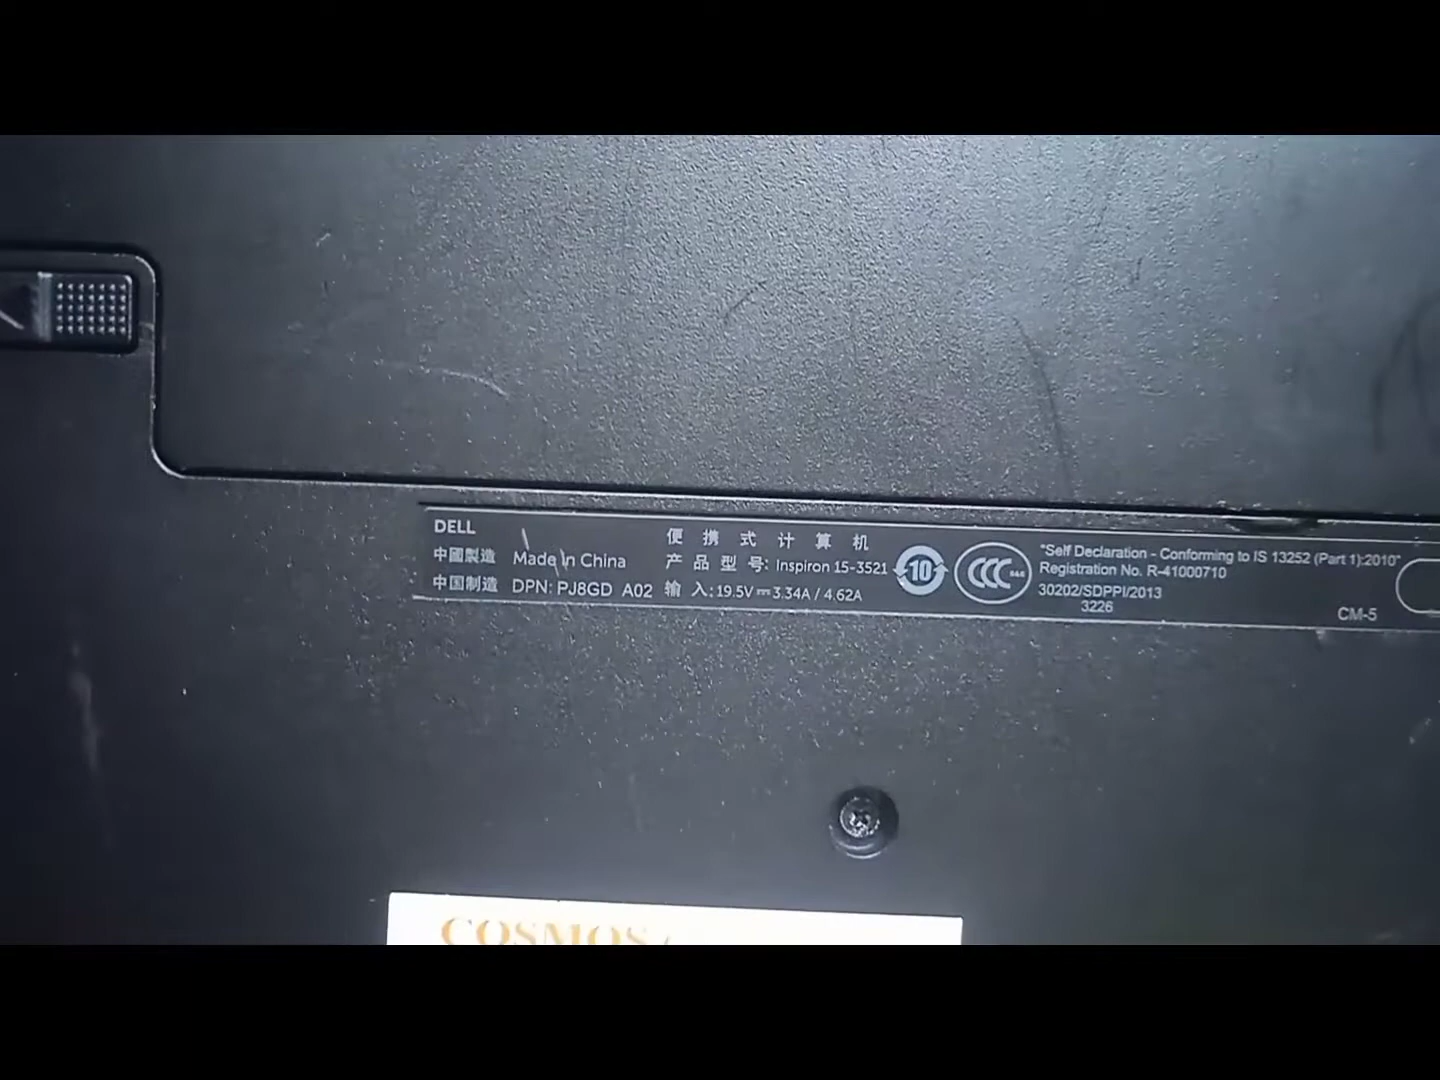 DELL
中國製造 Made in China
中国制造 DPN: PJ8GD A02
便 携 式 计 算 机
产 品 型 号: Inspiron 15-3521
输 入: 19.5V⎓3.34A / 4.62A
10
CCC S&E
"Self Declaration - Conforming to IS 13252 (Part 1):2010"
Registration No. R-41000710
30202/SDPPI/2013
3226
CM-5
COSMOS